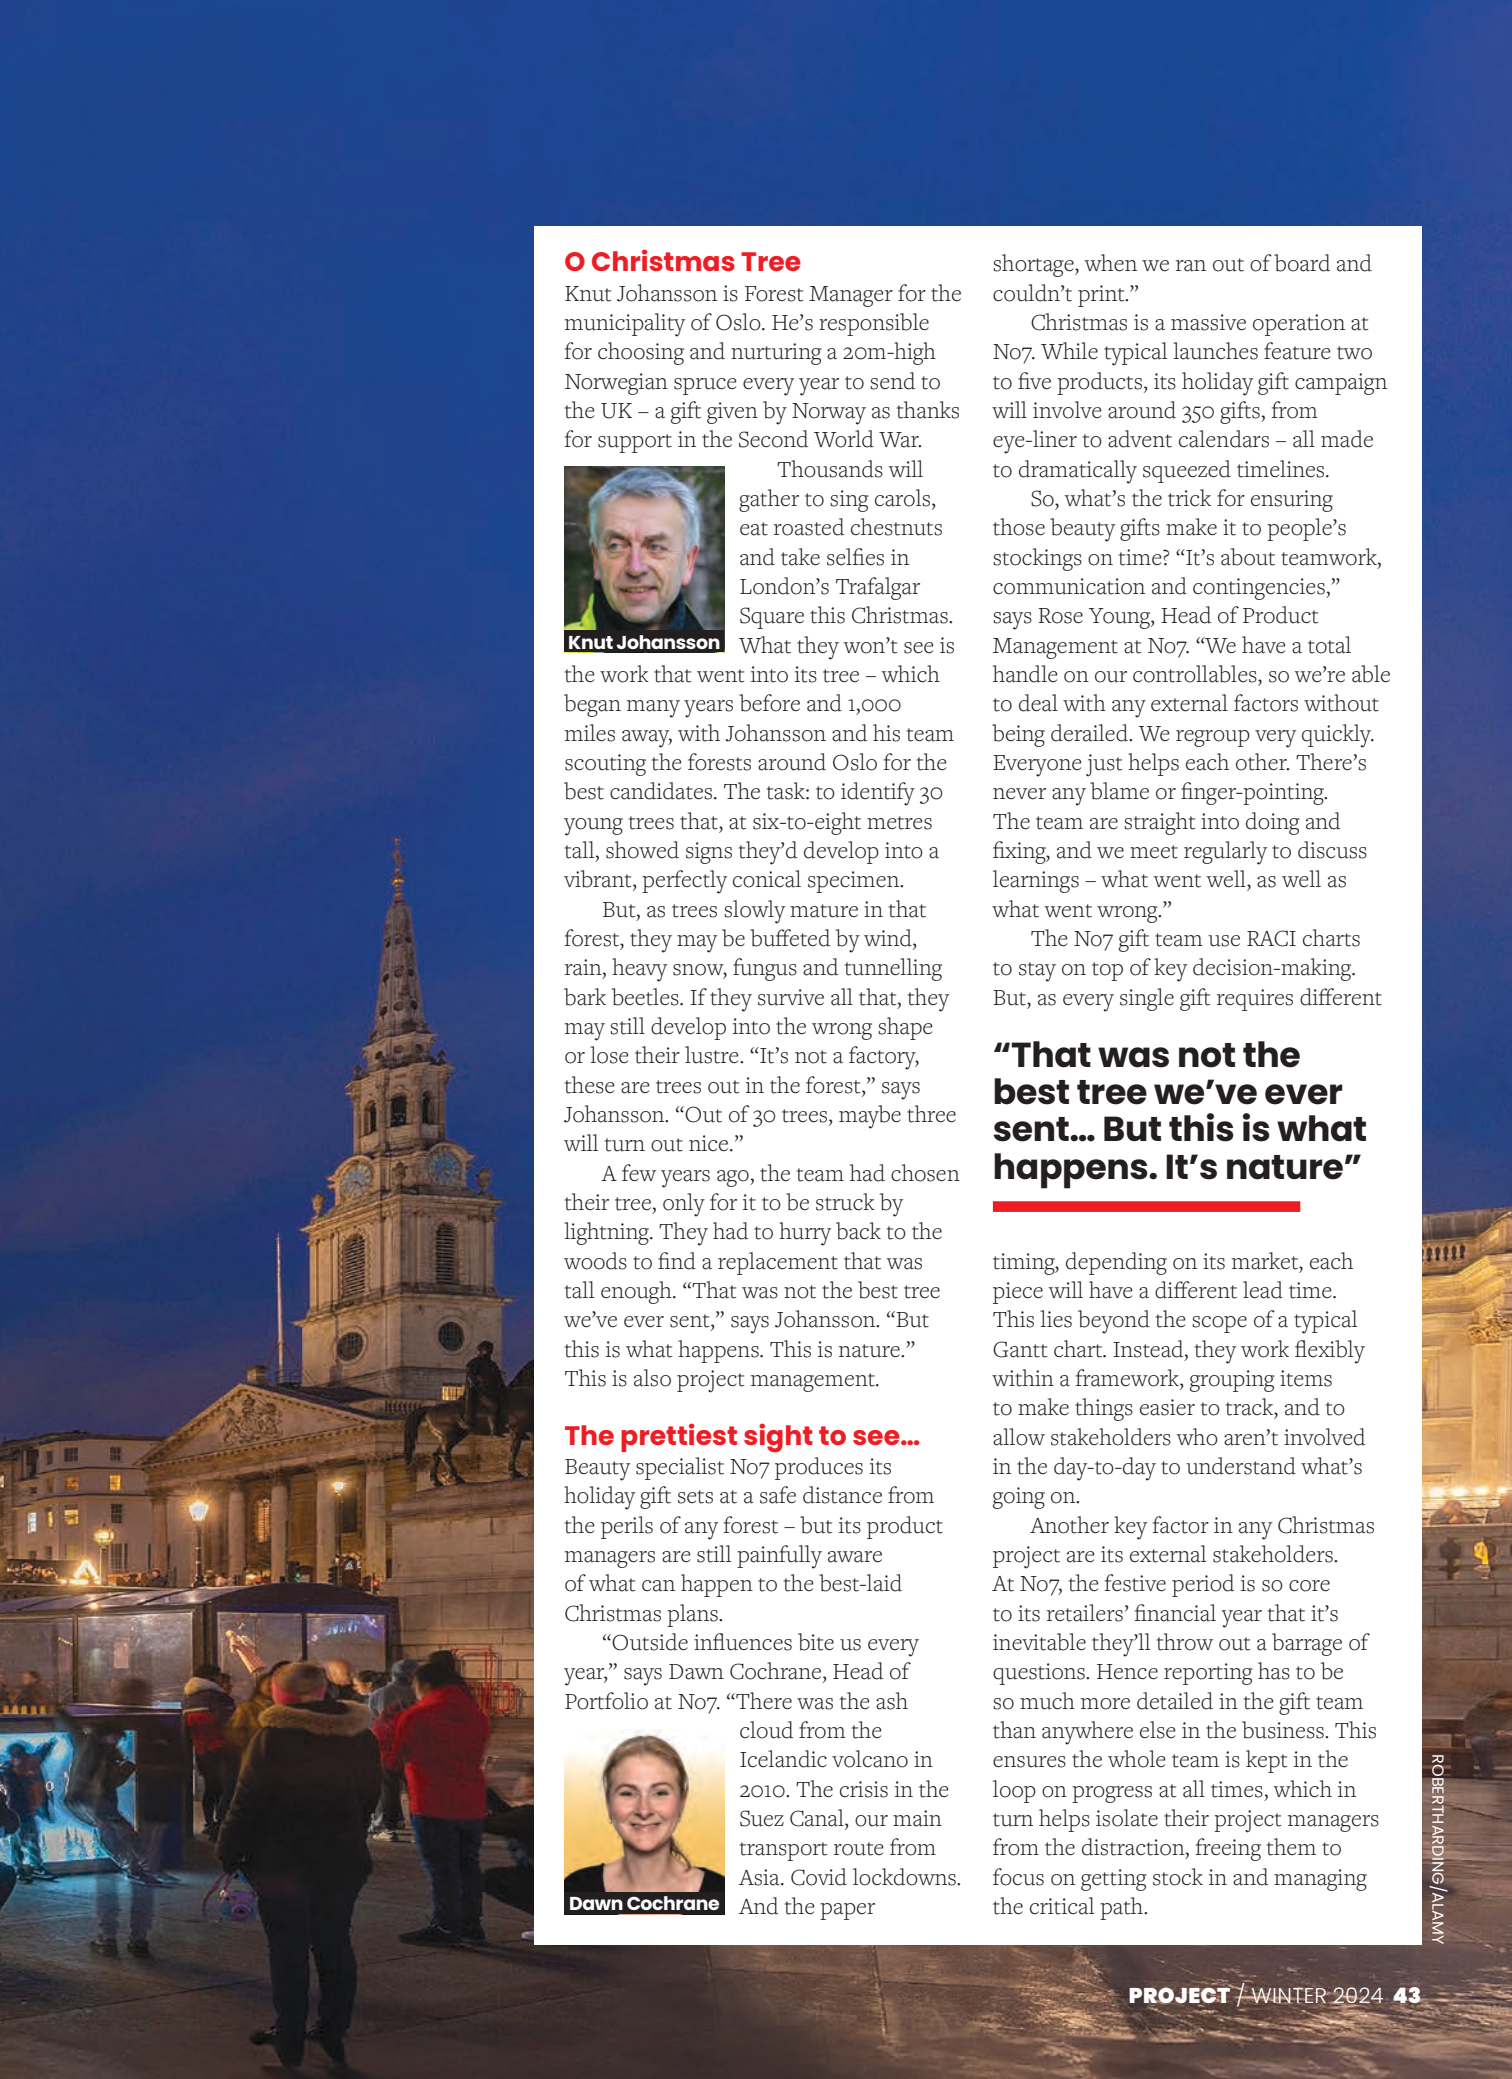 O Christmas Tree
Knut Johansson is Forest Manager for the
municipality of Oslo. He’s responsible
for choosing and nurturing a 20m-high
Norwegian spruce every year to send to
the UK – a gift given by Norway as thanks
for support in the Second World War.
Thousands will
gather to sing carols,
eat roasted chestnuts
and take selfies in
London’s Trafalgar
Square this Christmas.
Knut Johansson
What they won’t see is
the work that went into its tree – which
began many years before and 1,000
miles away, with Johansson and his team
scouting the forests around Oslo for the
best candidates. The task: to identify 30
young trees that, at six-to-eight metres
tall, showed signs they’d develop into a
vibrant, perfectly conical specimen.
But, as trees slowly mature in that
forest, they may be buffeted by wind,
rain, heavy snow, fungus and tunnelling
bark beetles. If they survive all that, they
may still develop into the wrong shape
or lose their lustre. “It’s not a factory,
these are trees out in the forest,” says
Johansson. “Out of 30 trees, maybe three
will turn out nice.”
A few years ago, the team had chosen
their tree, only for it to be struck by
lightning. They had to hurry back to the
woods to find a replacement that was
tall enough. “That was not the best tree
we’ve ever sent,” says Johansson. “But
this is what happens. This is nature.”
This is also project management.
The prettiest sight to see...
Beauty specialist No7 produces its
holiday gift sets at a safe distance from
the perils of any forest – but its product
managers are still painfully aware
of what can happen to the best-laid
Christmas plans.
“Outside influences bite us every
year,” says Dawn Cochrane, Head of
Portfolio at No7. “There was the ash
cloud from the
Icelandic volcano in
2010. The crisis in the
Suez Canal, our main
transport route from
Asia. Covid lockdowns.
Dawn Cochrane
And the paper
shortage, when we ran out of board and
couldn’t print.”
Christmas is a massive operation at
No7. While typical launches feature two
to five products, its holiday gift campaign
will involve around 350 gifts, from
eye-liner to advent calendars – all made
to dramatically squeezed timelines.
So, what’s the trick for ensuring
those beauty gifts make it to people’s
stockings on time? “It’s about teamwork,
communication and contingencies,”
says Rose Young, Head of Product
Management at No7. “We have a total
handle on our controllables, so we’re able
to deal with any external factors without
being derailed. We regroup very quickly.
Everyone just helps each other. There’s
never any blame or finger-pointing.
The team are straight into doing and
fixing, and we meet regularly to discuss
learnings – what went well, as well as
what went wrong.”
The No7 gift team use RACI charts
to stay on top of key decision-making.
But, as every single gift requires different
“That was not the
best tree we’ve ever
sent... But this is what
happens. It’s nature”
timing, depending on its market, each
piece will have a different lead time.
This lies beyond the scope of a typical
Gantt chart. Instead, they work flexibly
within a framework, grouping items
to make things easier to track, and to
allow stakeholders who aren’t involved
in the day-to-day to understand what’s
going on.
Another key factor in any Christmas
project are its external stakeholders.
At No7, the festive period is so core
to its retailers’ financial year that it’s
inevitable they’ll throw out a barrage of
questions. Hence reporting has to be
so much more detailed in the gift team
than anywhere else in the business. This
ensures the whole team is kept in the
loop on progress at all times, which in
turn helps isolate their project managers
from the distraction, freeing them to
focus on getting stock in and managing
the critical path.
ROBERTHARDING/ALAMY
PROJECT / WINTER 2024 43